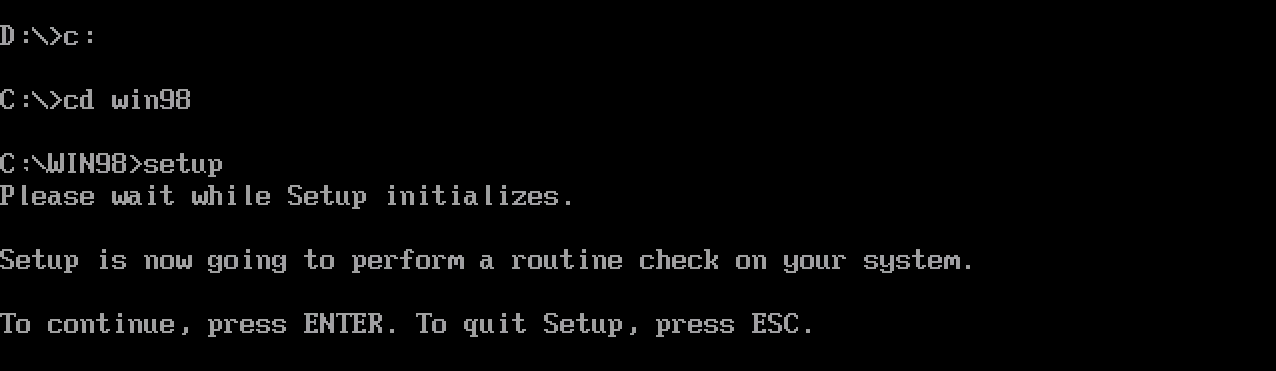 D:\>c:
C:\>cd win98
C:\WIN98>setup
Please wait while Setup initializes.
Setup is now going to perform a routine check on your system.
To continue, press ENTER. To quit Setup, press ESC.